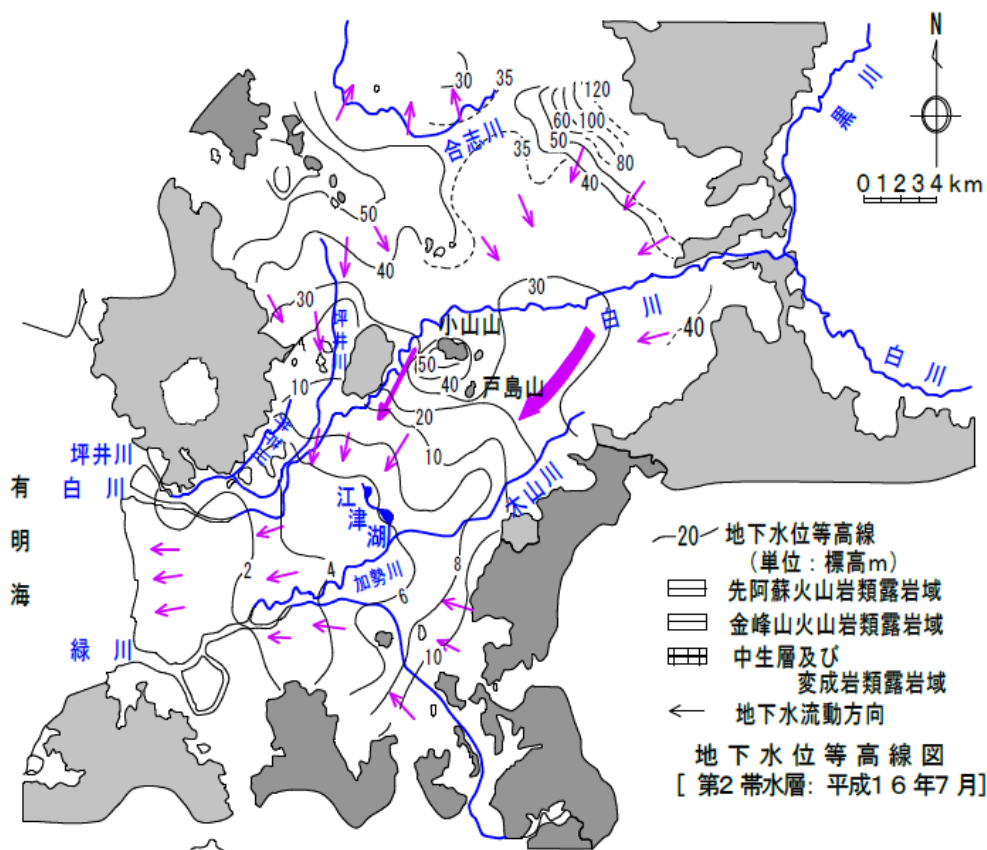 N
0 1 2 3 4 km
黒川
合志川
30
35
120
60
100
50
80
35
40
50
40
30
坪井川
10
小山山
50
40
戸島山
30
白川
40
白川
20
10
井芹川
坪井川
白川
有明海
江津湖
木山川
加勢川
2
4
6
8
10
緑川
20 地下水位等高線
(単位:標高m)
先阿蘇火山岩類露岩域
金峰山火山岩類露岩域
中生層及び
変成岩類露岩域
地下水流動方向
地下水位等高線図
[ 第2帯水層: 平成16年7月]